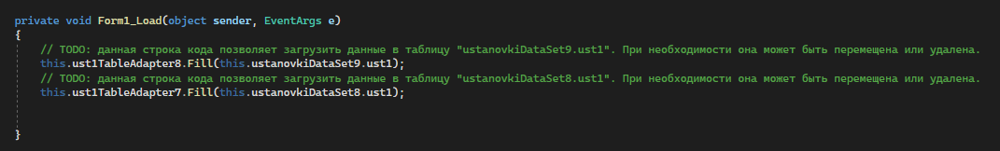 private void Form1_Load(object sender, EventArgs e)
{
// TODO: данная строка кода позволяет загрузить данные в таблицу "ustanovkiDataSet9.ust1". При необходимости она может быть перемещена или удалена.
this.ust1TableAdapter8.Fill(this.ustanovkiDataSet9.ust1);
// TODO: данная строка кода позволяет загрузить данные в таблицу "ustanovkiDataSet8.ust1". При необходимости она может быть перемещена или удалена.
this.ust1TableAdapter7.Fill(this.ustanovkiDataSet8.ust1);
}